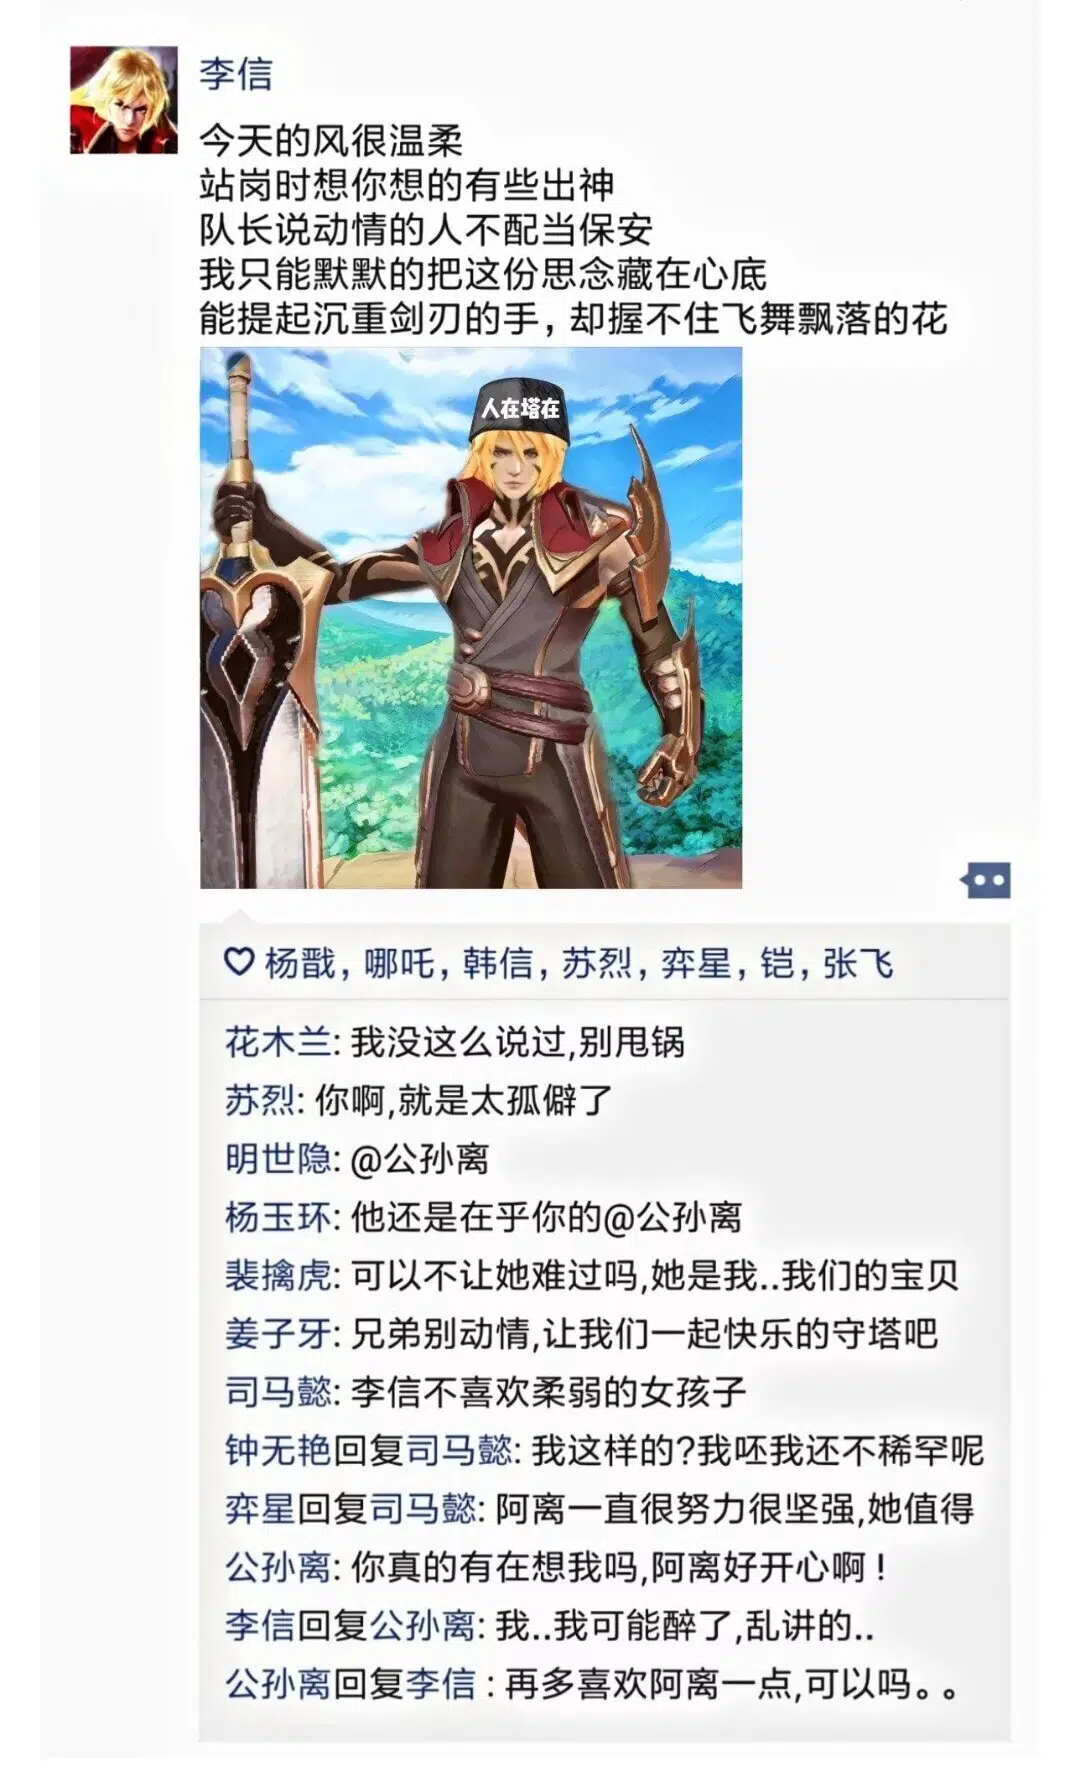 李信
今天的风很温柔
站岗时想你想的有些出神
队长说动情的人不配当保安
我只能默默的把这份思念藏在心底
能提起沉重剑刃的手，却握不住飞舞飘落的花
人在塔在
杨戬，哪吒，韩信，苏烈，弈星，铠，张飞
花木兰: 我没这么说过,别甩锅
苏烈: 你啊,就是太孤僻了
明世隐: @公孙离
杨玉环: 他还是在乎你的@公孙离
裴擒虎: 可以不让她难过吗,她是我..我们的宝贝
姜子牙: 兄弟别动情,让我们一起快乐的守塔吧
司马懿: 李信不喜欢柔弱的女孩子
钟无艳回复司马懿: 我这样的?我呸我还不稀罕呢
弈星回复司马懿: 阿离一直很努力很坚强,她值得
公孙离: 你真的有在想我吗,阿离好开心啊！
李信回复公孙离: 我..我可能醉了,乱讲的..
公孙离回复李信：再多喜欢阿离一点,可以吗。。